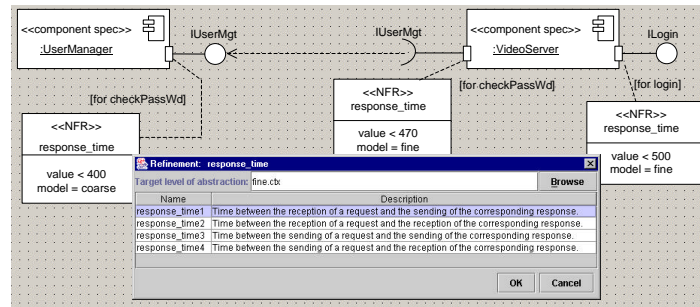 <<component spec>>
:UserManager
IUserMgt
IUserMgt
<<component spec>>
:VideoServer
ILogin
[for checkPassWd]
[for checkPassWd]
[for login]
<<NFR>>
response_time
value < 400
model = coarse
<<NFR>>
response_time
value < 470
model = fine
<<NFR>>
response_time
value < 500
model = fine
Refinement: response_time
Target level of abstraction: fine.ctx
Browse
Name Description
response_time1 Time between the reception of a request and the sending of the corresponding response.
response_time2 Time between the reception of a request and the reception of the corresponding response.
response_time3 Time between the sending of a request and the sending of the corresponding response.
response_time4 Time between the sending of a request and the reception of the corresponding response.
OK Cancel